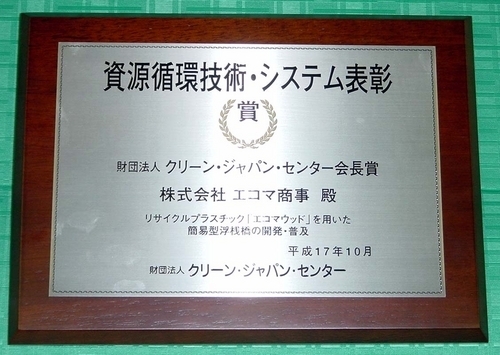 資源循環技術・システム表彰
賞
財団法人 クリーン・ジャパン・センター会長賞
株式会社 エコマ商事 殿
リサイクルプラスチック「エコマウッド」を用いた
簡易型浮桟橋の開発・普及
平成17年10月
財団法人 クリーン・ジャパン・センター